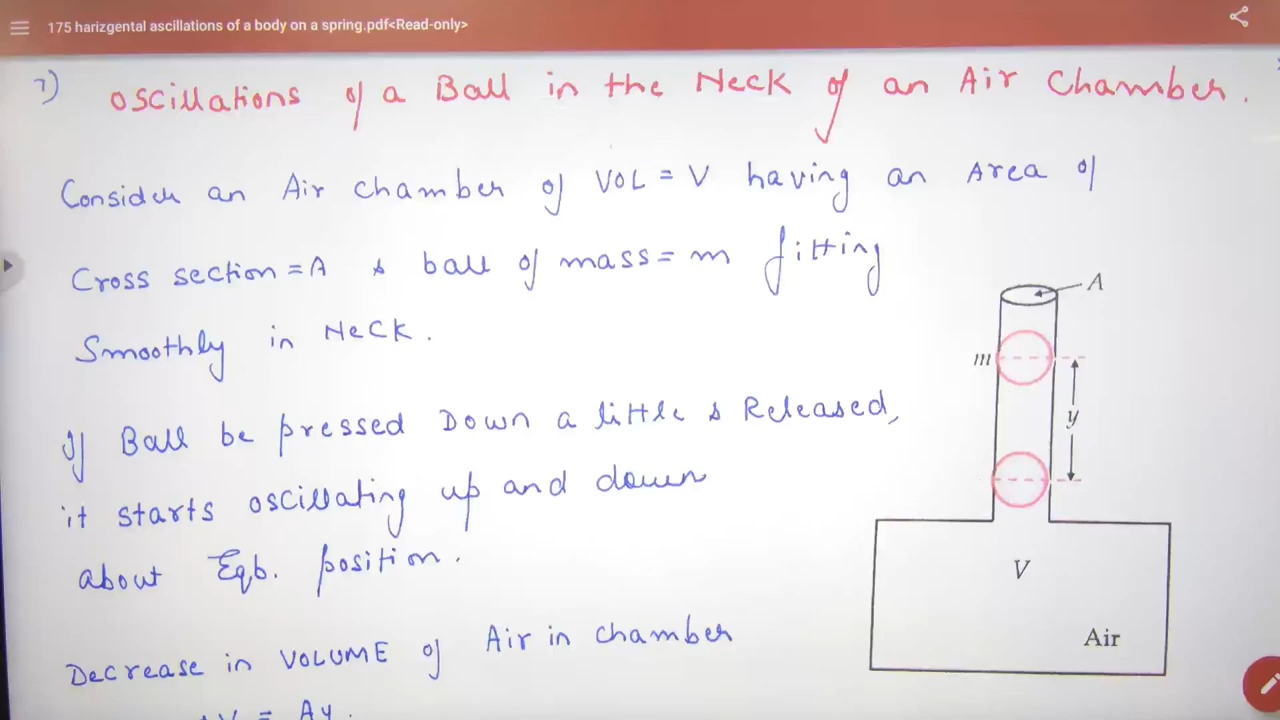 175 harizgental ascillations of a body on a spring.pdf<Read-only>
7) Oscillations of a Ball in the Neck of an Air Chamber.
Consider an Air chamber of VOL = V having an Area of
Cross section = A & ball of mass = m fitting
Smoothly in Neck.
If Ball be pressed Down a little & Released,
it starts oscillating up and down
about Eqb. position.
Decrease in VOLUME of Air in chamber
ΔV = Ay.
A
m
y
V
Air